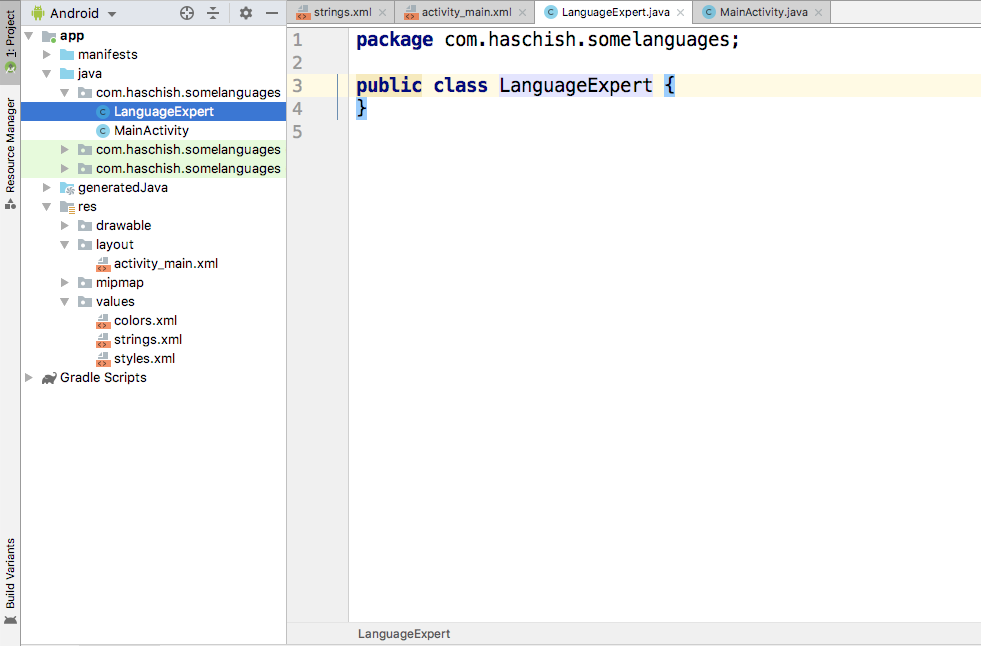 1: Project
Resource Manager
Build Variants
Android
app
manifests
java
com.haschish.somelanguages
LanguageExpert
MainActivity
com.haschish.somelanguages
com.haschish.somelanguages
generatedJava
res
drawable
layout
activity_main.xml
mipmap
values
colors.xml
strings.xml
styles.xml
Gradle Scripts
strings.xml activity_main.xml LanguageExpert.java MainActivity.java
1 package com.haschish.somelanguages;
2
3 public class LanguageExpert {
4 }
5
LanguageExpert